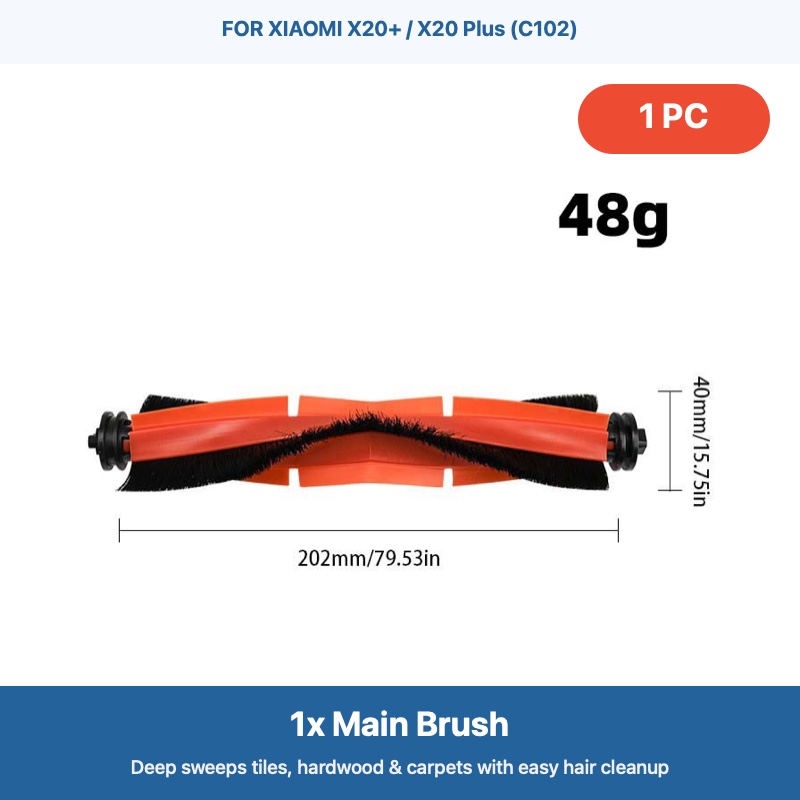 FOR XIAOMI X20+ / X20 Plus (C102)
1 PC
48g
40mm/15.75in
202mm/79.53in
1x Main Brush
Deep sweeps tiles, hardwood & carpets with easy hair cleanup